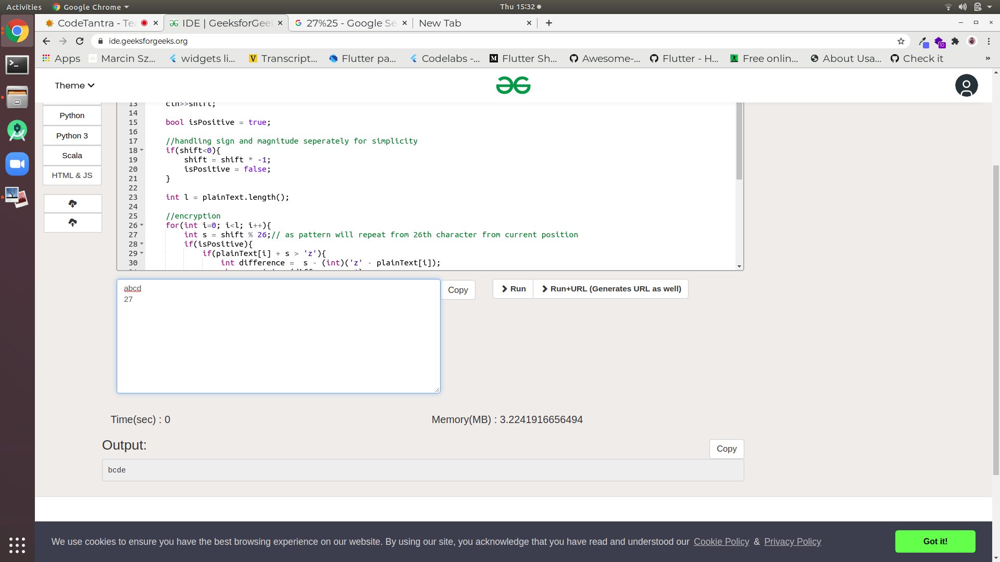 Activities
Google Chrome
Thu 15:32
CodeTantra - Tea
IDE | GeeksforGeek
27%25 - Google Se
New Tab
ide.geeksforgeeks.org
10
Apps
Marcin Sz...
widgets li...
Transcript...
Flutter pa...
Codelabs -...
Flutter Sh...
Awesome-...
Flutter - H...
Free onlin...
About Usa...
Check it
»
Theme
Python
Python 3
Scala
HTML & JS
13 cin>>shift;
14
15 bool isPositive = true;
16
17 //handling sign and magnitude seperately for simplicity
18 if(shift<0){
19 shift = shift * -1;
20 isPositive = false;
21 }
22
23 int l = plainText.length();
24
25 //encryption
26 for(int i=0; i<l; i++){
27 int s = shift % 26;// as pattern will repeat from 26th character from current position
28 if(isPositive){
29 if(plainText[i] + s > 'z'){
30 int difference =  s - (int)('z' - plainText[i]);
abcd
27
Copy
Run
Run+URL (Generates URL as well)
Time(sec) : 0
Memory(MB) : 3.2241916656494
Output:
Copy
bcde
We use cookies to ensure you have the best browsing experience on our website. By using our site, you acknowledge that you have read and understood our Cookie Policy & Privacy Policy
Got it!